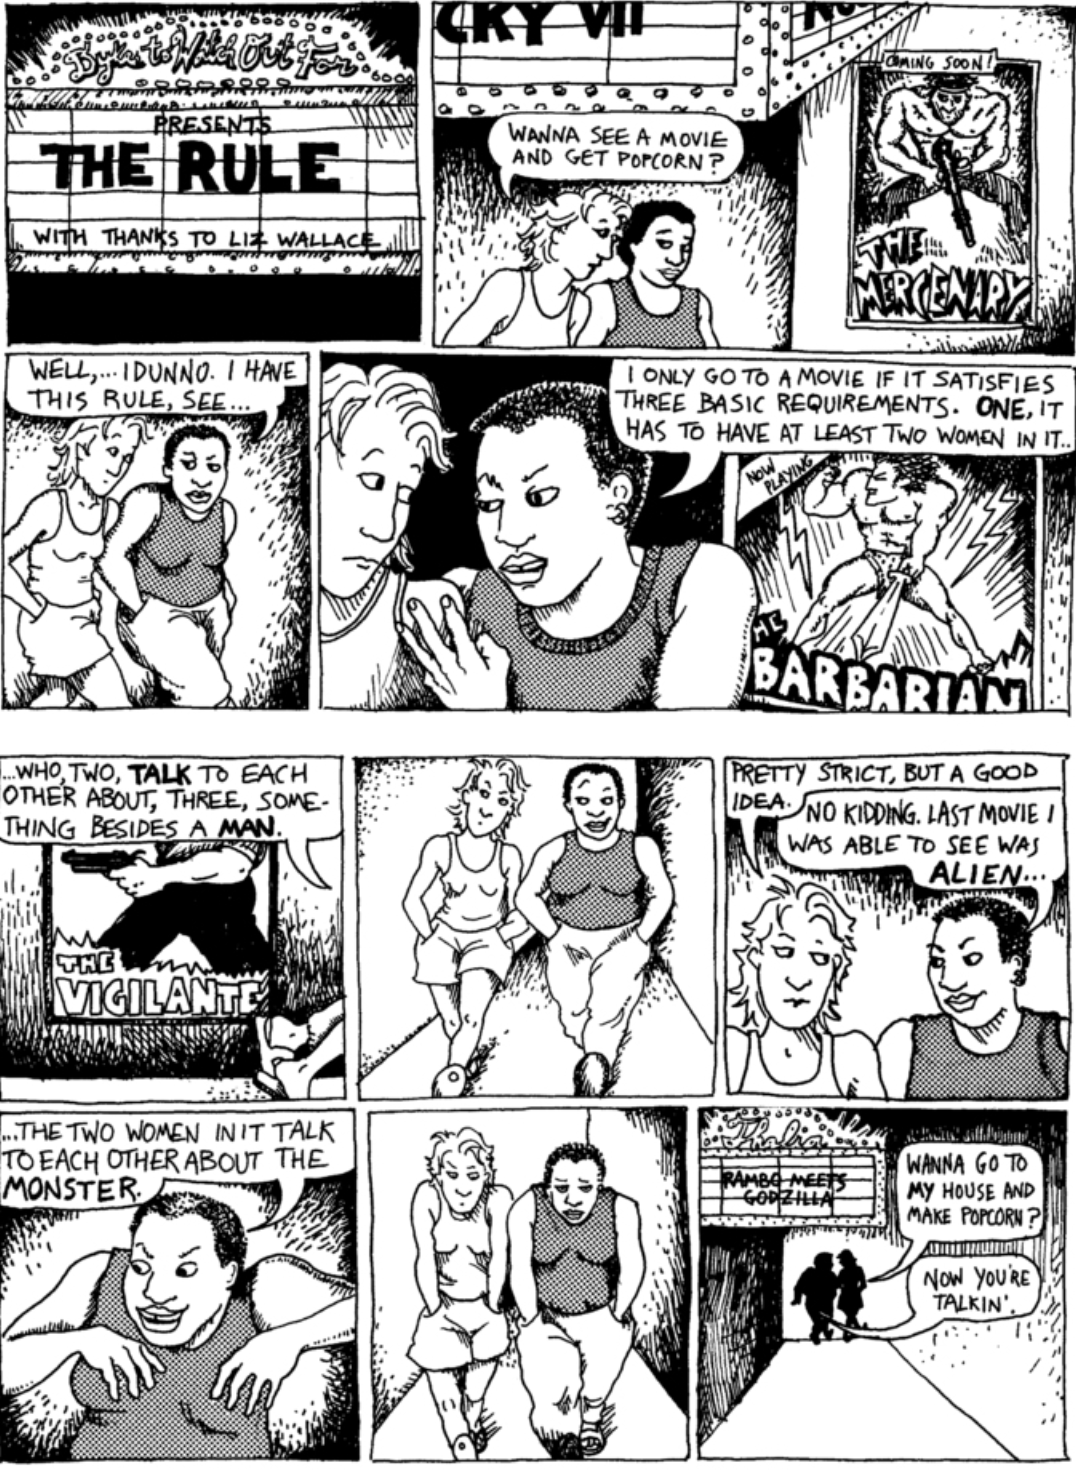 Dykes to Watch Out For
PRESENTS
THE RULE
WITH THANKS TO LIZ WALLACE
CKY VII
COMING SOON!
THE
MERCENARY
WANNA SEE A MOVIE
AND GET POPCORN?
WELL,... I DUNNO. I HAVE
THIS RULE, SEE...
I ONLY GO TO A MOVIE IF IT SATISFIES
THREE BASIC REQUIREMENTS. ONE, IT
HAS TO HAVE AT LEAST TWO WOMEN IN IT..
NOW
PLAYING
THE
BARBARIAN
...WHO, TWO, TALK TO EACH
OTHER ABOUT, THREE, SOME-
THING BESIDES A MAN.
THE
VIGILANTE
PRETTY STRICT, BUT A GOOD
IDEA.
NO KIDDING. LAST MOVIE I
WAS ABLE TO SEE WAS
ALIEN...
...THE TWO WOMEN IN IT TALK
TO EACH OTHER ABOUT THE
MONSTER.
Thalia
RAMBO MEETS
GODZILLA
WANNA GO TO
MY HOUSE AND
MAKE POPCORN?
NOW YOU'RE
TALKIN'.